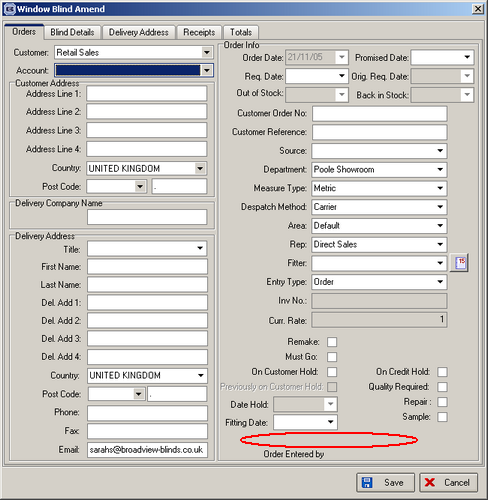 Window Blind Amend
Orders Blind Details Delivery Address Receipts Totals
Customer: Retail Sales
Account:
Customer Address
Address Line 1:
Address Line 2:
Address Line 3:
Address Line 4:
Country: UNITED KINGDOM
Post Code: .
Delivery Company Name
Delivery Address
Title:
First Name:
Last Name:
Del. Add 1:
Del. Add 2:
Del. Add 3:
Del. Add 4:
Country: UNITED KINGDOM
Post Code: .
Phone:
Fax:
Email: sarahs@broadview-blinds.co.uk
Order Info
Order Date: 21/11/05 Promised Date:
Req. Date: Orig. Req. Date:
Out of Stock: Back in Stock:
Customer Order No:
Customer Reference:
Source:
Department: Poole Showroom
Measure Type: Metric
Despatch Method: Carrier
Area: Default
Rep: Direct Sales
Fitter:
Entry Type: Order
Inv No.:
Curr. Rate: 1
Remake:
Must Go:
On Customer Hold: On Credit Hold:
Previously on Customer Hold: Quality Required:
Date Hold: Repair :
Fitting Date: Sample:
Order Entered by
Save Cancel